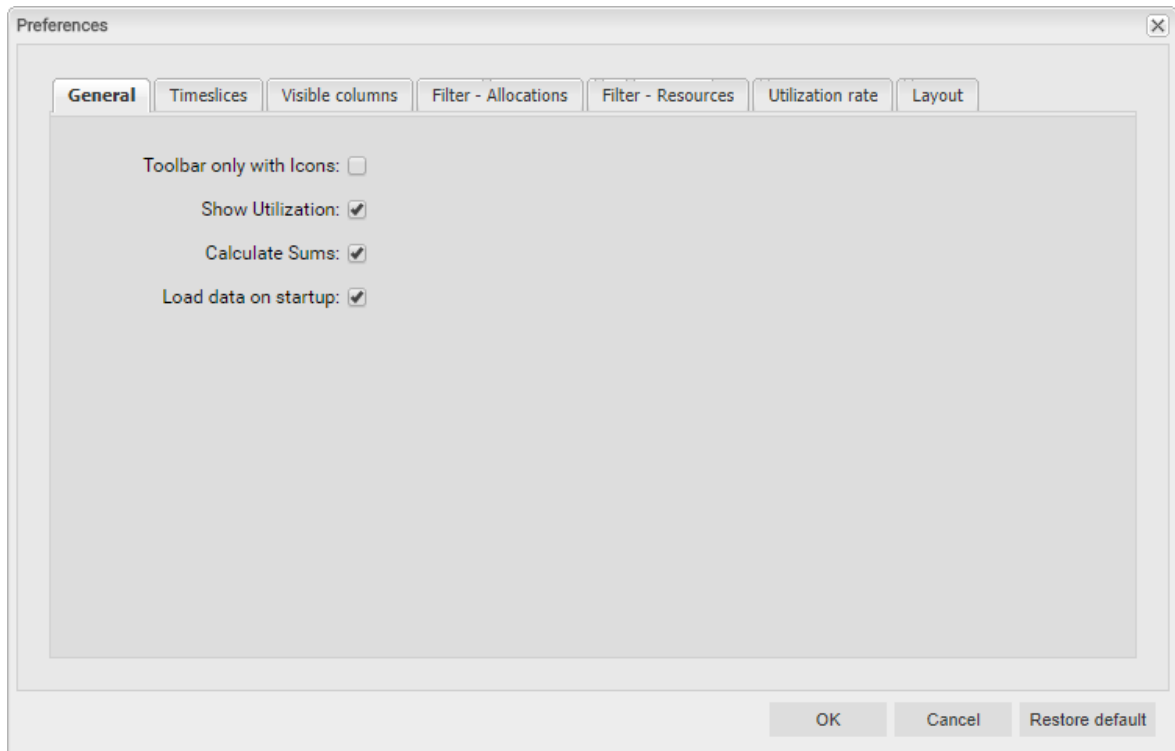 Preferences
General Timeslices Visible columns Filter - Allocations Filter - Resources Utilization rate Layout
Toolbar only with Icons:
Show Utilization:
Calculate Sums:
Load data on startup:
OK Cancel Restore default